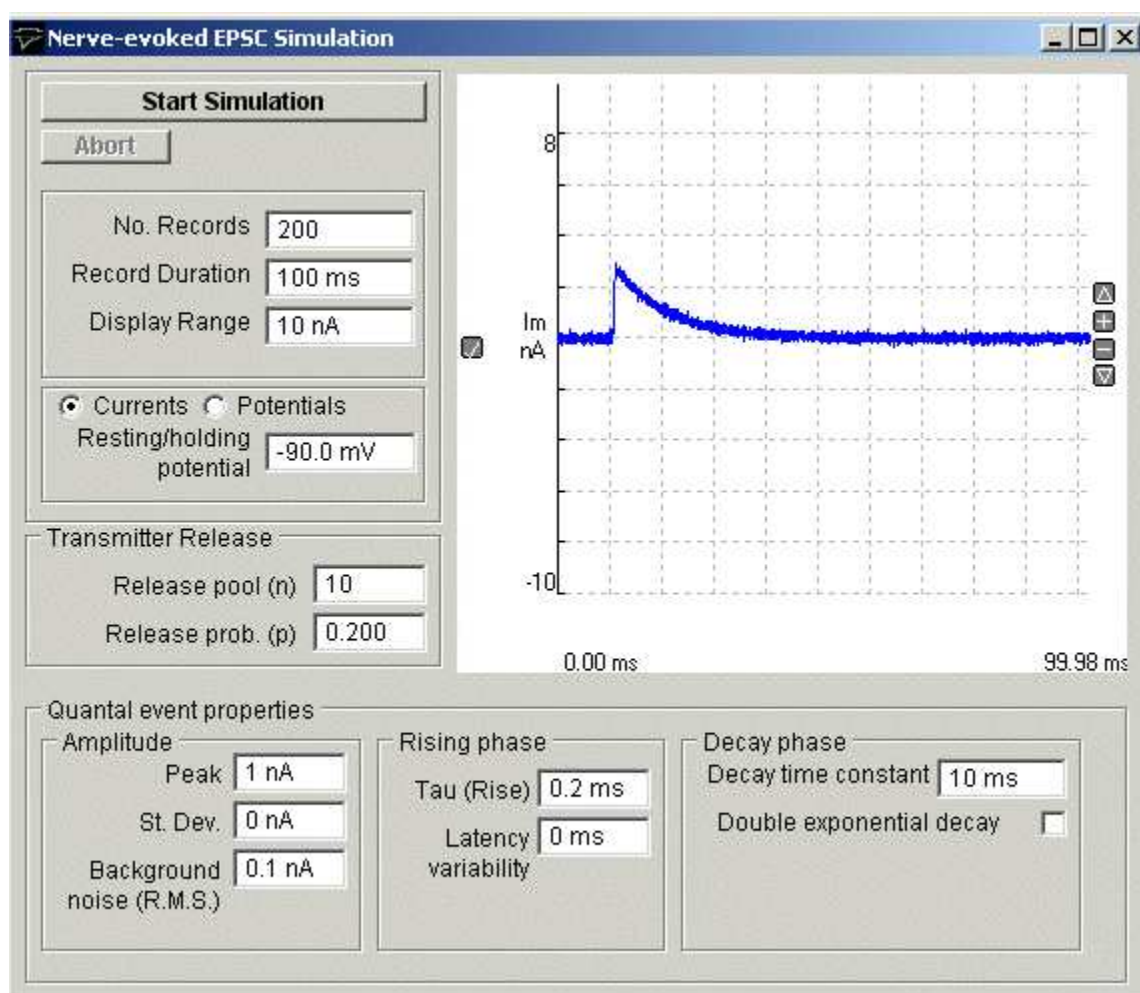 Nerve-evoked EPSC Simulation
Start Simulation
Abort
No. Records 200
Record Duration 100 ms
Display Range 10 nA
Currents Potentials
Resting/holding
potential -90.0 mV
Transmitter Release
Release pool (n) 10
Release prob. (p) 0.200
8
Im
nA
-10
0.00 ms 99.98 ms
Quantal event properties
Amplitude
Peak 1 nA
St. Dev. 0 nA
Background
noise (R.M.S.) 0.1 nA
Rising phase
Tau (Rise) 0.2 ms
Latency
variability 0 ms
Decay phase
Decay time constant 10 ms
Double exponential decay